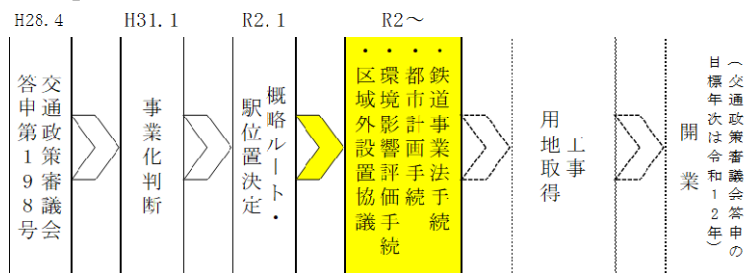 H28.4
H31.1
R2.1
R2～
交通政策審議会
答申第198号
事業化判断
概略ルート・
駅位置決定
・鉄道事業法手続
・都市計画手続
・環境影響評価手続
・区域外設置協議
工事
用地取得
開業
（交通政策審議会答申の
目標年次は令和12年）